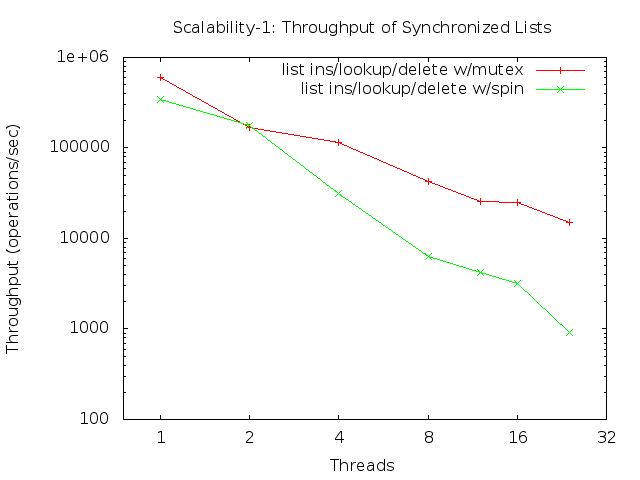 Scalability-1: Throughput of Synchronized Lists
list ins/lookup/delete w/mutex
list ins/lookup/delete w/spin
Throughput (operations/sec)
1e+06
100000
10000
1000
100
1 2 4 8 16 32
Threads